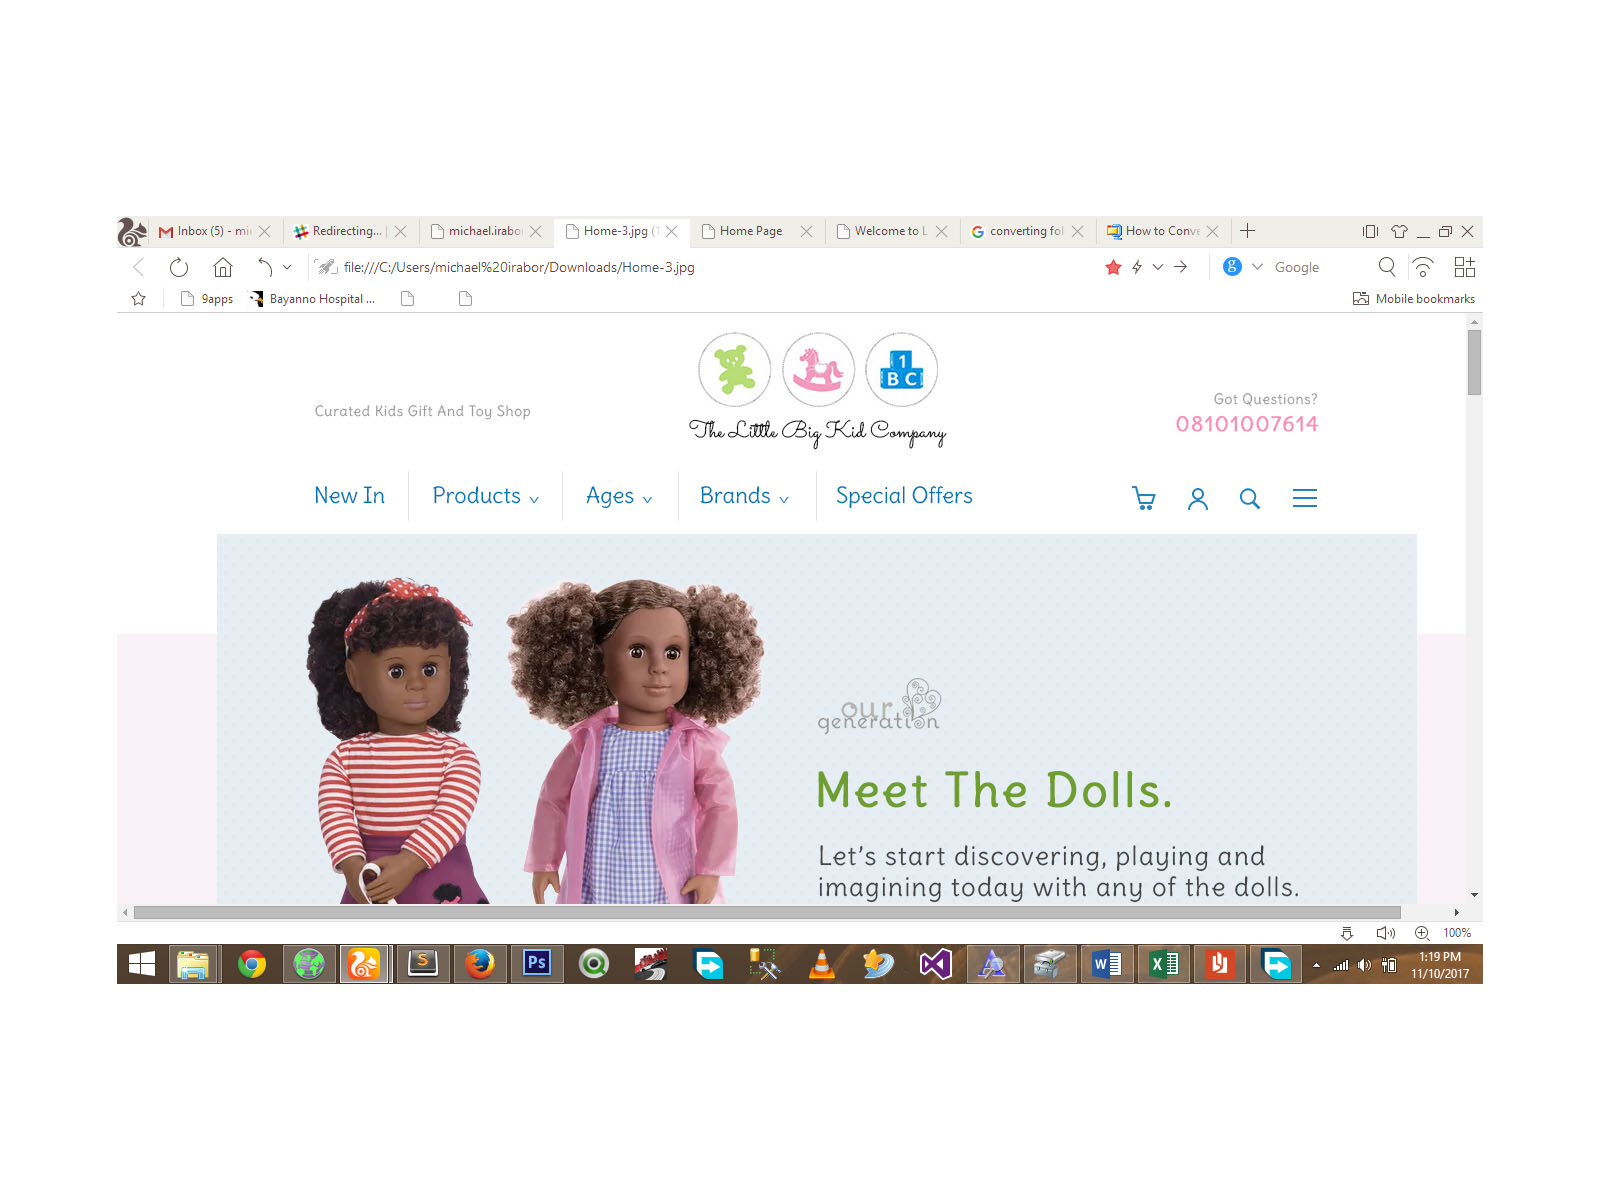 Inbox (5) - mi
Redirecting...
michael.irabo
Home-3.jpg (1
Home Page
Welcome to L
converting fol
How to Conve
file:///C:/Users/michael%20irabor/Downloads/Home-3.jpg
Google
9apps
Bayanno Hospital ...
Mobile bookmarks
1
B C
Curated Kids Gift And Toy Shop
The Little Big Kid Company
Got Questions?
08101007614
New In
Products
Ages
Brands
Special Offers
our
generation
Meet The Dolls.
Let's start discovering, playing and
imagining today with any of the dolls.
100%
S
Ps
W
X
1:19 PM
11/10/2017